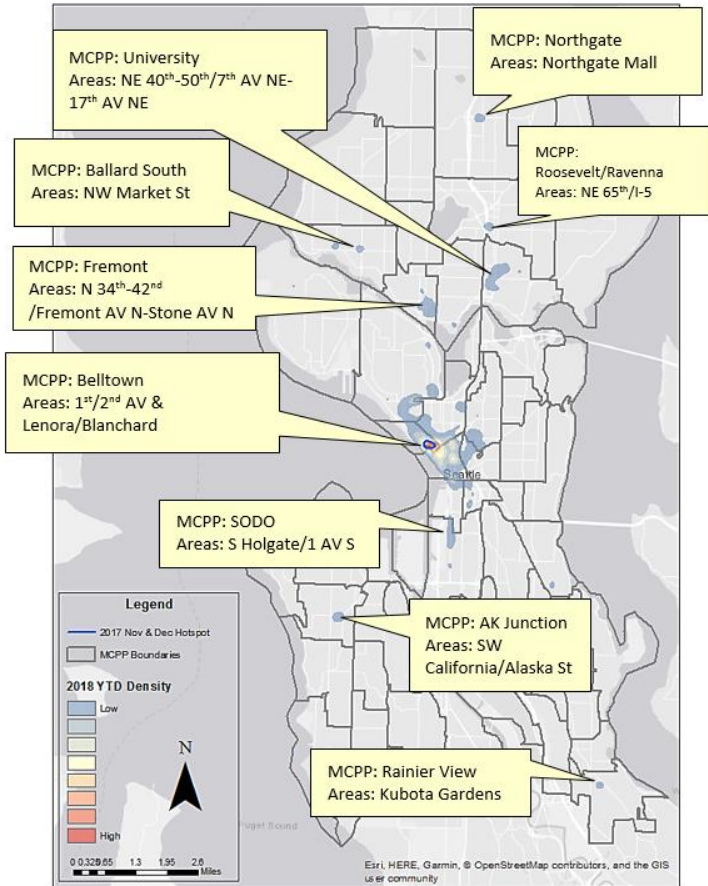 MCPP: University
Areas: NE 40th-50th/7th AV NE-
17th AV NE
MCPP: Northgate
Areas: Northgate Mall
MCPP:
Roosevelt/Ravenna
Areas: NE 65th/I-5
MCPP: Ballard South
Areas: NW Market St
MCPP: Fremont
Areas: N 34th-42nd
/Fremont AV N-Stone AV N
MCPP: Belltown
Areas: 1st/2nd AV &
Lenora/Blanchard
Seattle
MCPP: SODO
Areas: S Holgate/1 AV S
MCPP: AK Junction
Areas: SW
California/Alaska St
MCPP: Rainier View
Areas: Kubota Gardens
Legend
2017 Nov & Dec Hotspot
MCPP Boundaries
2018 YTD Density
Low
High
N
0 0.3250.65 1.3 1.95 2.6
Miles
Puget Sound
Esri, HERE, Garmin, © OpenStreetMap contributors, and the GIS
user community